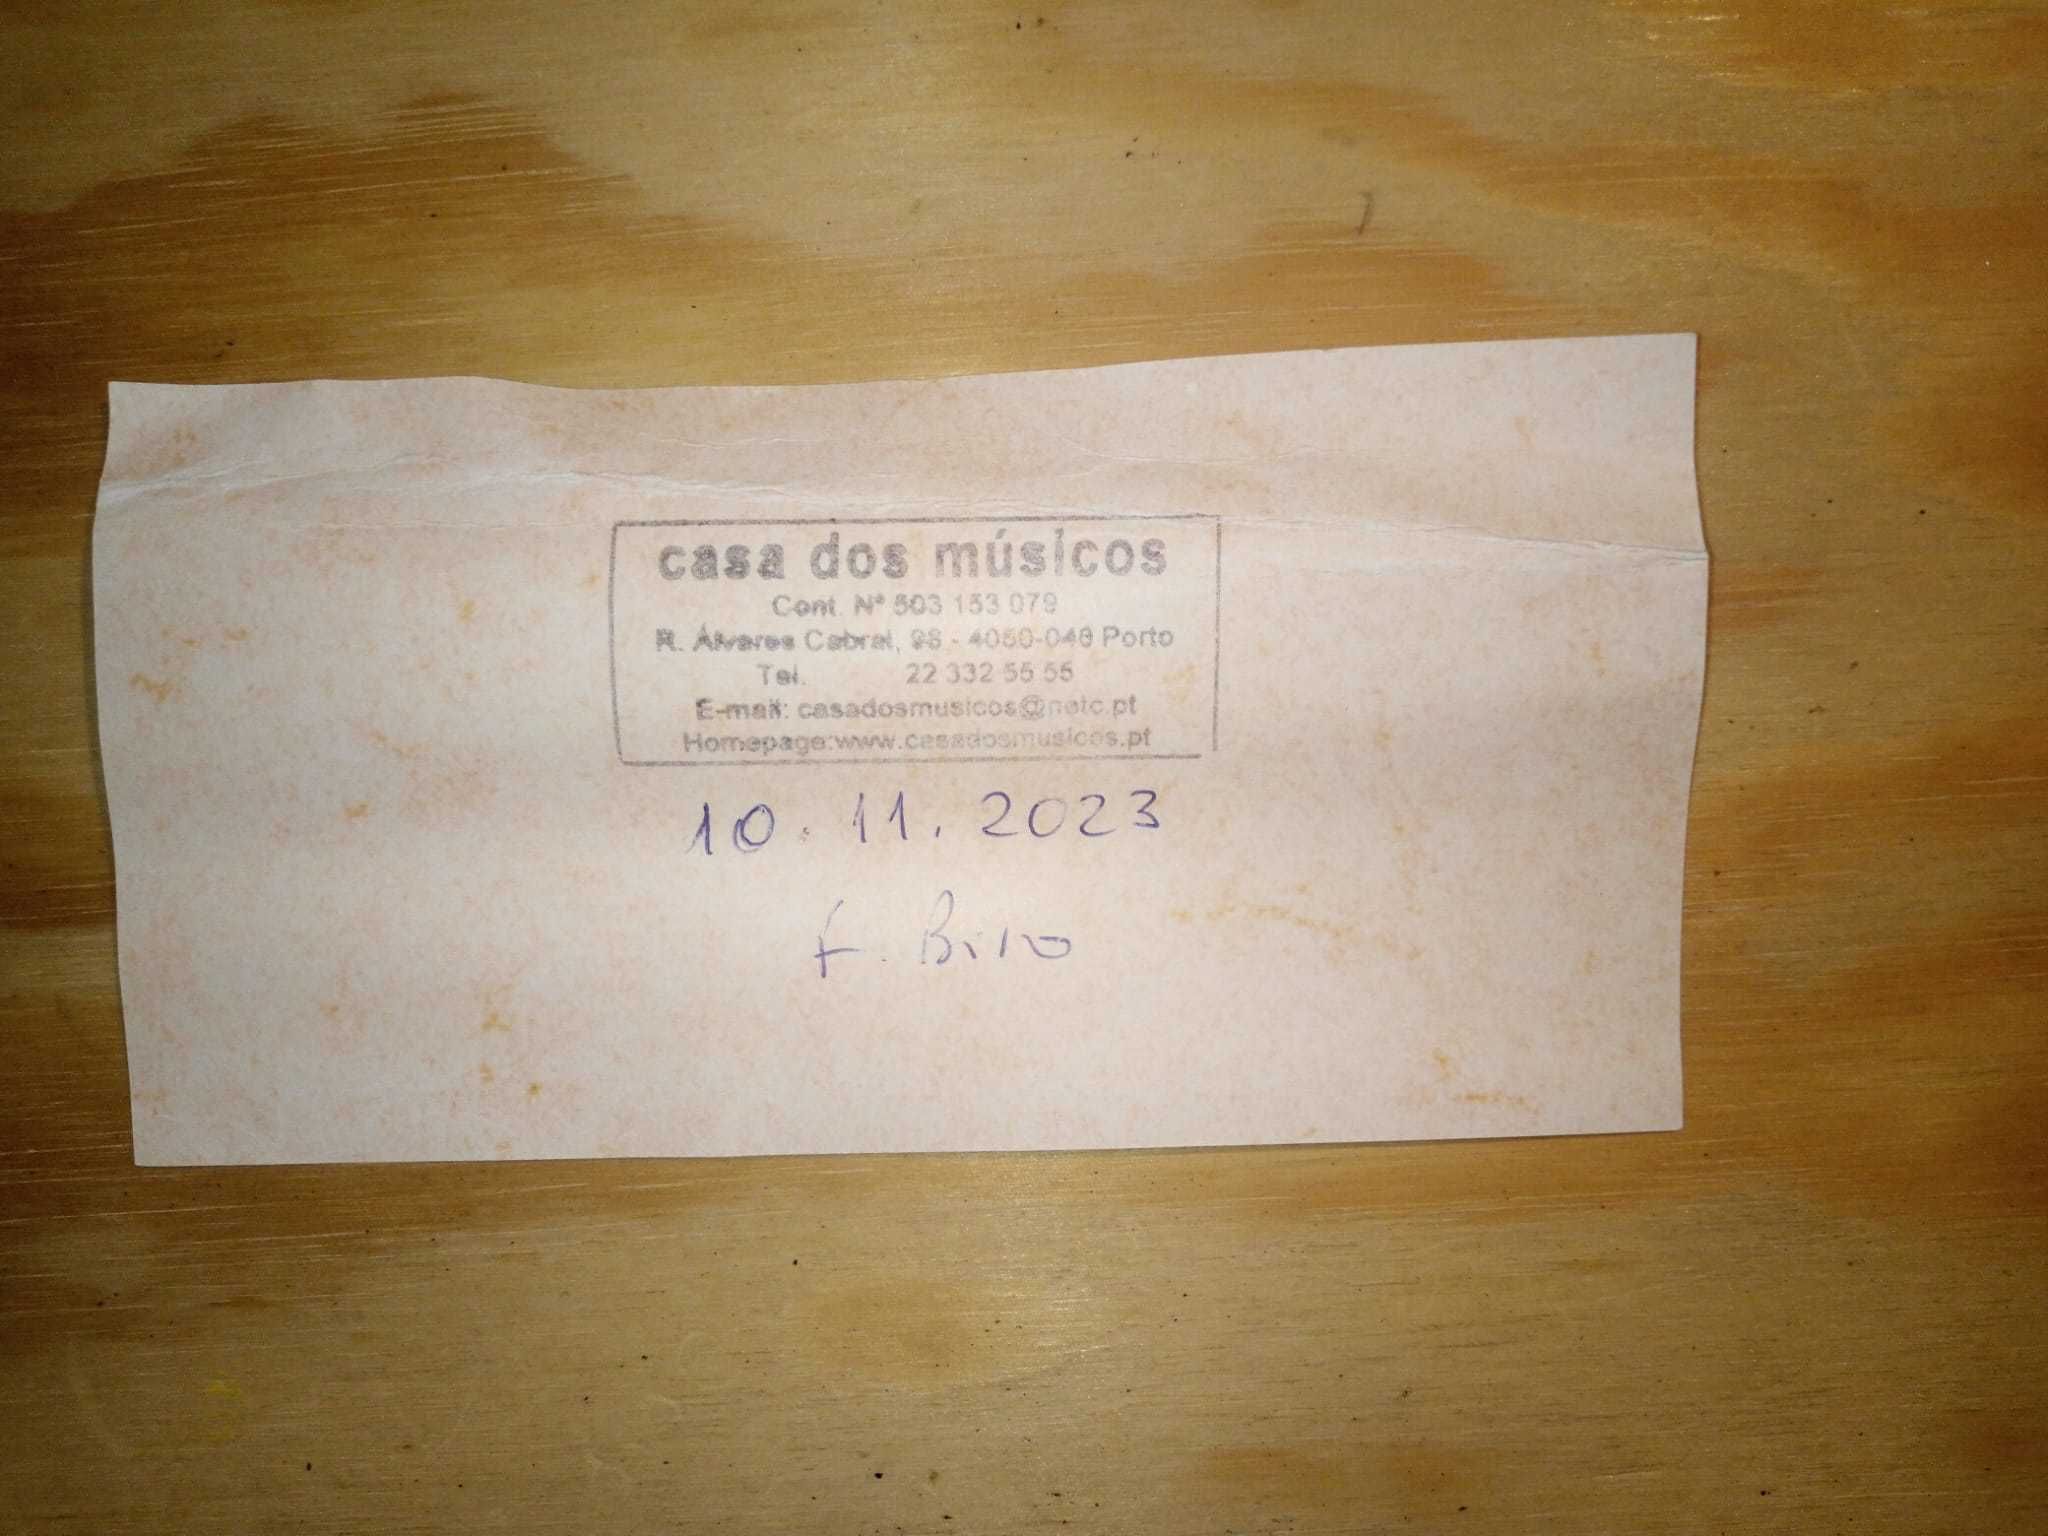 casa dos músicos
Cont. Nº 503 153 079
R. Álvares Cabral, 98 - 4050-040 Porto
Tel. 22 332 55 55
E-mail: casadosmusicos@netc.pt
Homepage:www.casadosmusicos.pt
10.11.2023
F.